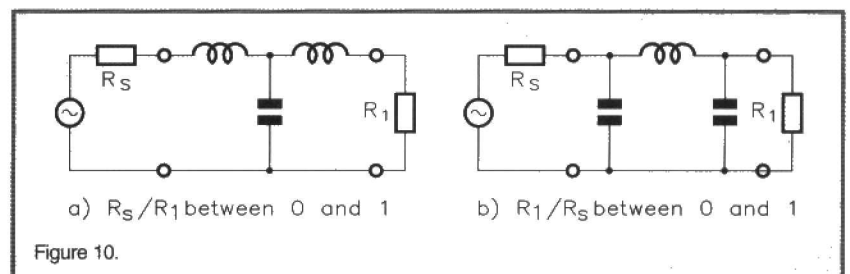 Rs
R1
Rs
R1
a) Rs/R1 between 0 and 1
b) R1/Rs between 0 and 1
Figure 10.